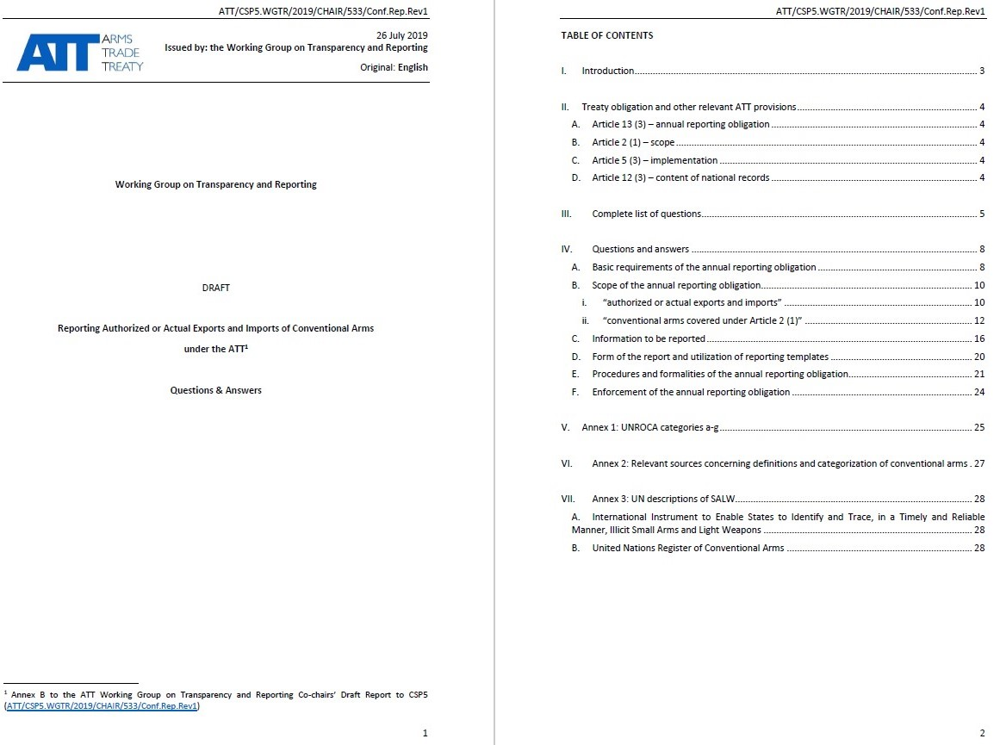 ATT/CSP5.WGTR/2019/CHAIR/533/Conf.Rep.Rev1
ATT ARMS TRADE TREATY
26 July 2019
Issued by: the Working Group on Transparency and Reporting
Original: English
Working Group on Transparency and Reporting
DRAFT
Reporting Authorized or Actual Exports and Imports of Conventional Arms
under the ATT¹
Questions & Answers
¹ Annex B to the ATT Working Group on Transparency and Reporting Co-chairs' Draft Report to CSP5
(ATT/CSP5.WGTR/2019/CHAIR/533/Conf.Rep.Rev1)
1
ATT/CSP5.WGTR/2019/CHAIR/533/Conf.Rep.Rev1
TABLE OF CONTENTS
I. Introduction 3
II. Treaty obligation and other relevant ATT provisions 4
A. Article 13 (3) – annual reporting obligation 4
B. Article 2 (1) – scope 4
C. Article 5 (3) – implementation 4
D. Article 12 (3) – content of national records 4
III. Complete list of questions 5
IV. Questions and answers 8
A. Basic requirements of the annual reporting obligation 8
B. Scope of the annual reporting obligation 10
i. "authorized or actual exports and imports" 10
ii. "conventional arms covered under Article 2 (1)" 12
C. Information to be reported 16
D. Form of the report and utilization of reporting templates 20
E. Procedures and formalities of the annual reporting obligation 21
F. Enforcement of the annual reporting obligation 24
V. Annex 1: UNROCA categories a-g 25
VI. Annex 2: Relevant sources concerning definitions and categorization of conventional arms . 27
VII. Annex 3: UN descriptions of SALW 28
A. International Instrument to Enable States to Identify and Trace, in a Timely and Reliable
Manner, Illicit Small Arms and Light Weapons 28
B. United Nations Register of Conventional Arms 28
2